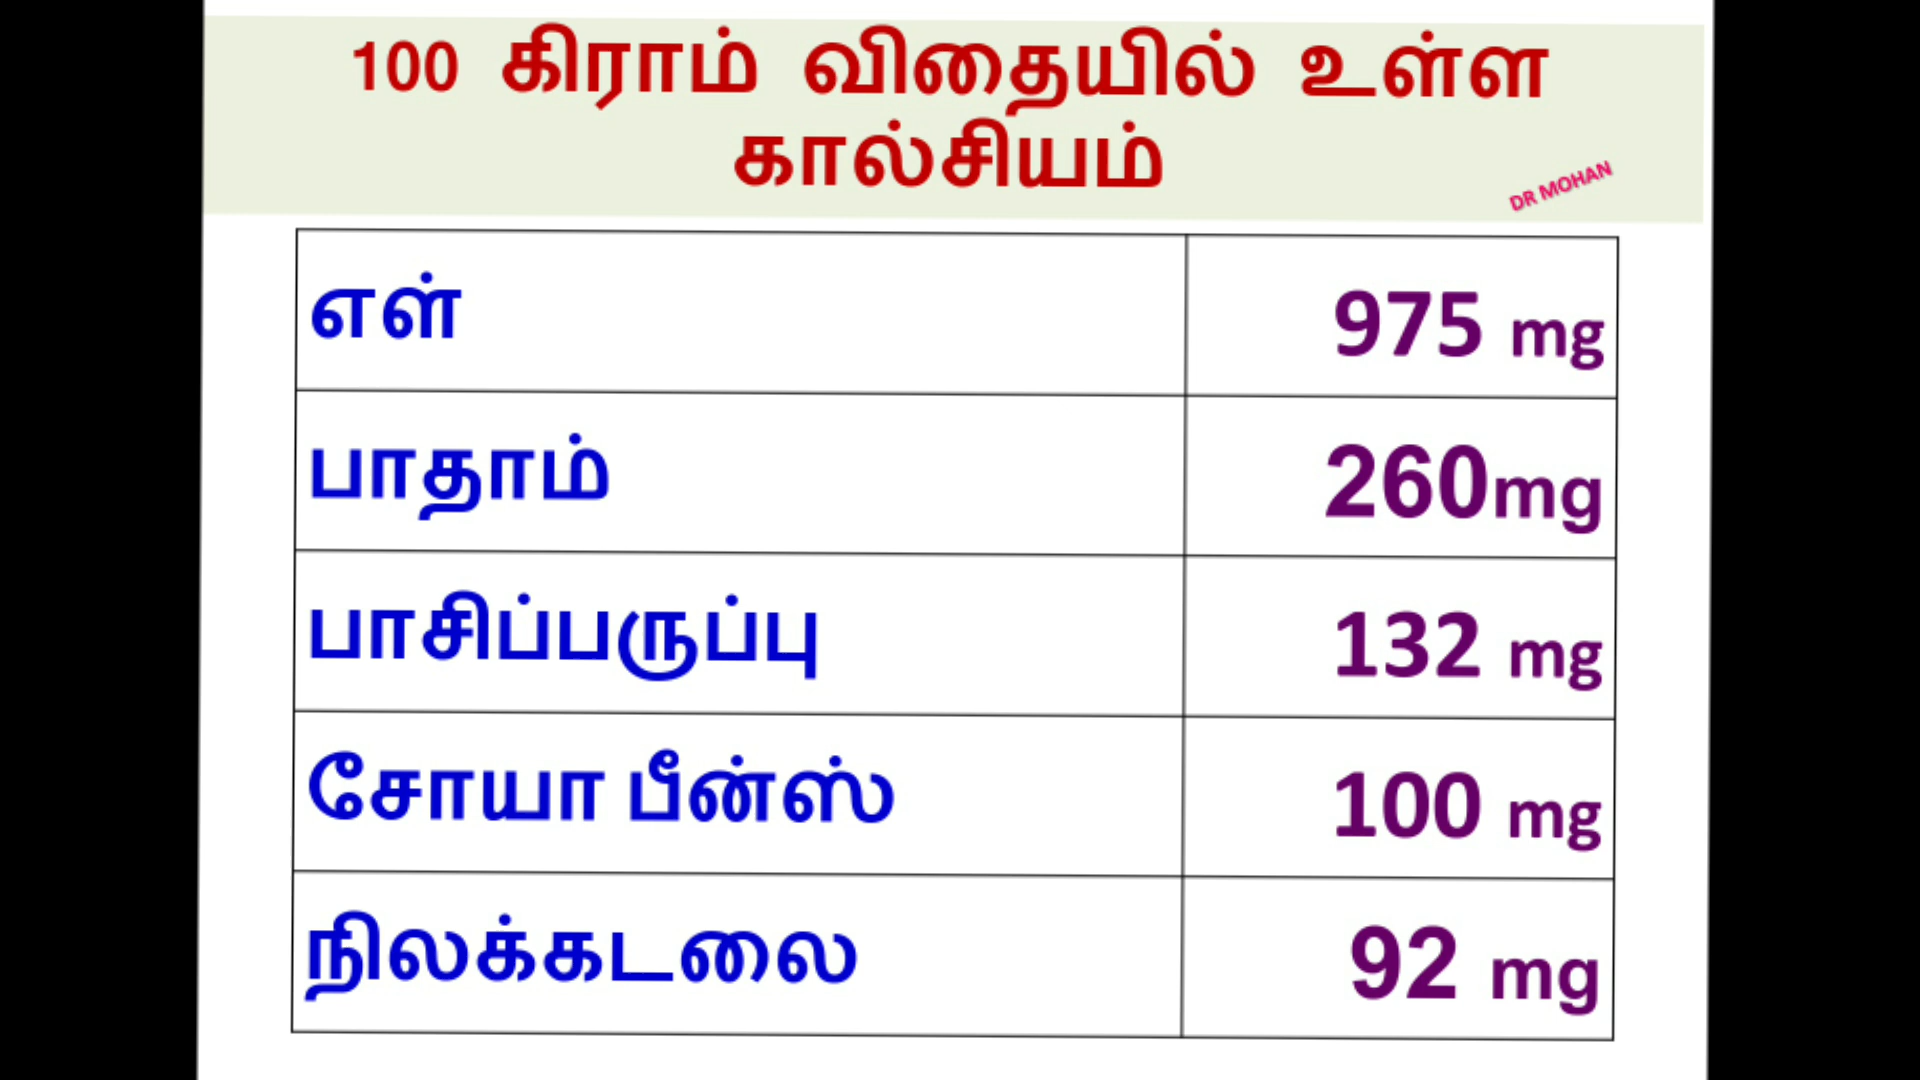 100 கிராம் விதையில் உள்ள
கால்சியம்
DR MOHAN
எள் 975 mg
பாதாம் 260mg
பாசிப்பருப்பு 132 mg
சோயா பீன்ஸ் 100 mg
நிலக்கடலை 92 mg